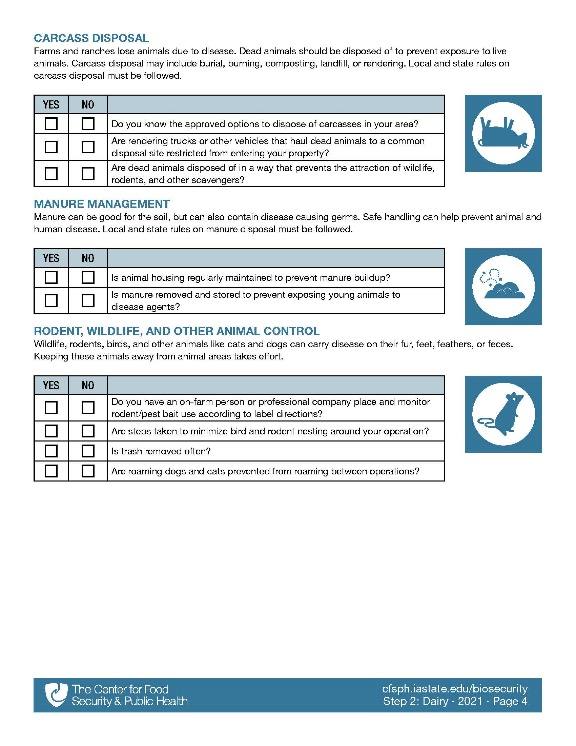 CARCASS DISPOSAL
Farms and ranches lose animals due to disease. Dead animals should be disposed of to prevent exposure to live
animals. Carcass disposal may include burial, burning, composting, landfill, or rendering. Local and state rules on
carcass disposal must be followed.
YES NO
Do you know the approved options to dispose of carcasses in your area?
Are rendering trucks or other vehicles that haul dead animals to a common
disposal site restricted from entering your property?
Are dead animals disposed of in a way that prevents the attraction of wildlife,
rodents, and other scavengers?
MANURE MANAGEMENT
Manure can be good for the soil, but can also contain disease causing germs. Safe handling can help prevent animal and
human disease. Local and state rules on manure disposal must be followed.
YES NO
Is animal housing regularly maintained to prevent manure buildup?
Is manure removed and stored to prevent exposing young animals to
disease agents?
RODENT, WILDLIFE, AND OTHER ANIMAL CONTROL
Wildlife, rodents, birds, and other animals like cats and dogs can carry disease on their fur, feet, feathers, or feces.
Keeping these animals away from animal areas takes effort.
YES NO
Do you have an on-farm person or professional company place and monitor
rodent/pest bait use according to label directions?
Are steps taken to minimize bird and rodent nesting around your operation?
Is trash removed often?
Are roaming dogs and cats prevented from roaming between operations?
The Center for Food
Security & Public Health
cfsph.iastate.edu/biosecurity
Step 2: Dairy - 2021 - Page 4